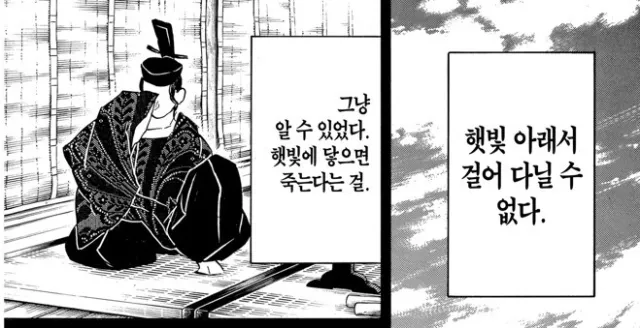 그냥
알 수 있었다.
햇빛에 닿으면
죽는다는 걸.
햇빛 아래서
걸어 다닐 수
없다.